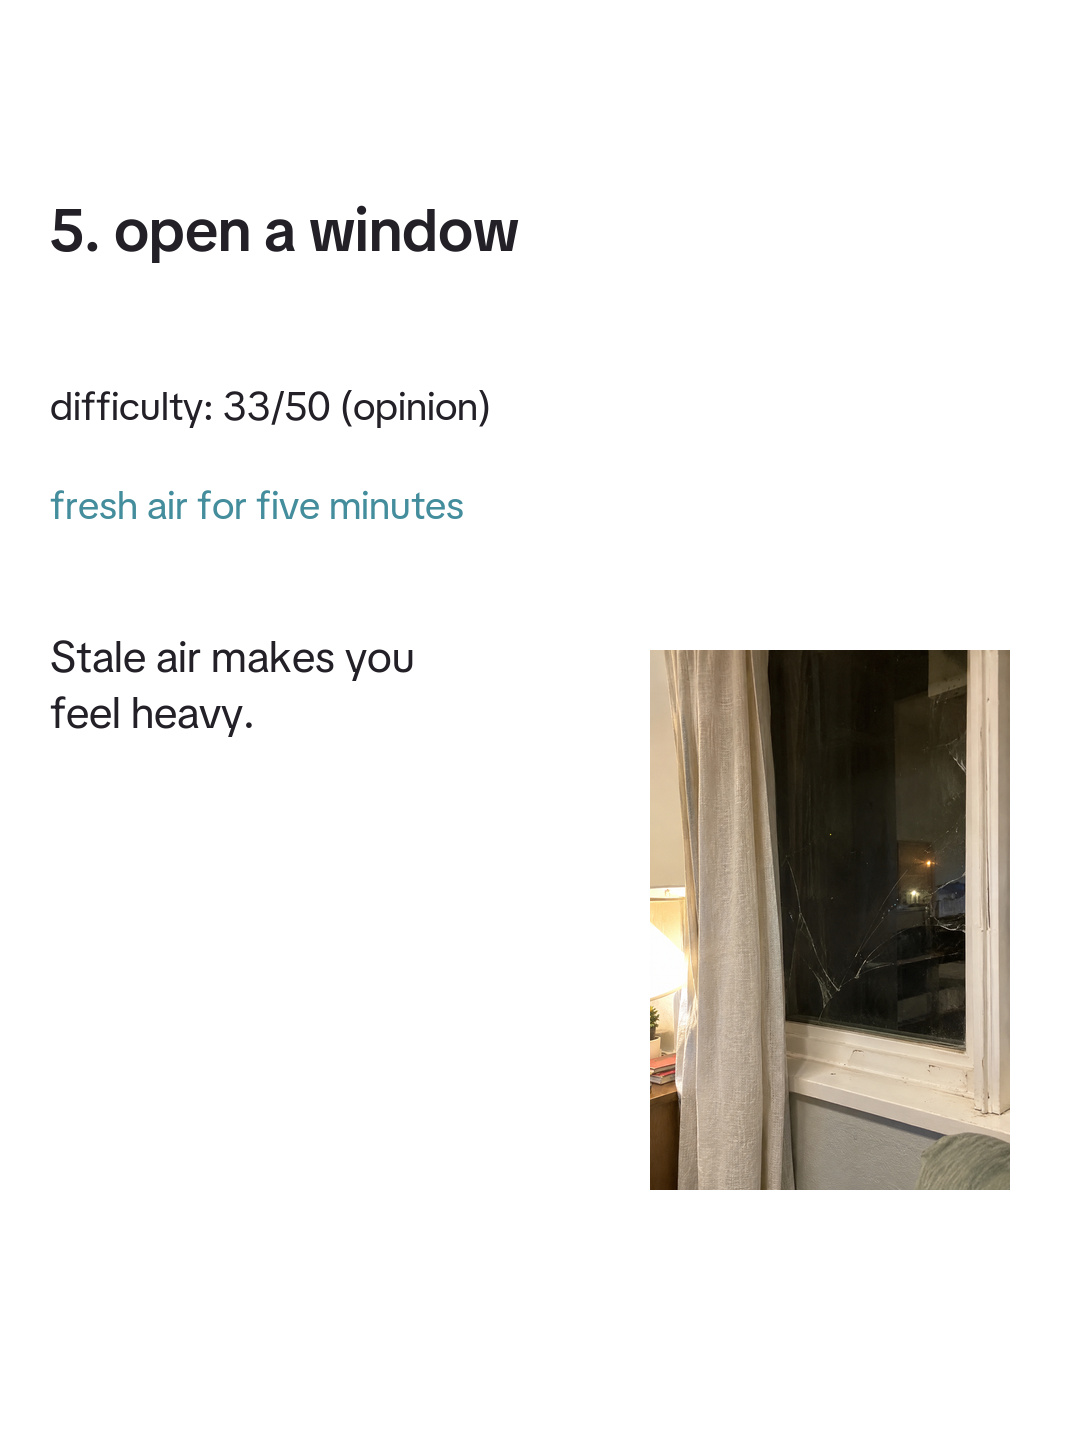 5. open a window
difficulty: 33/50 (opinion)
fresh air for five minutes
Stale air makes you
feel heavy.